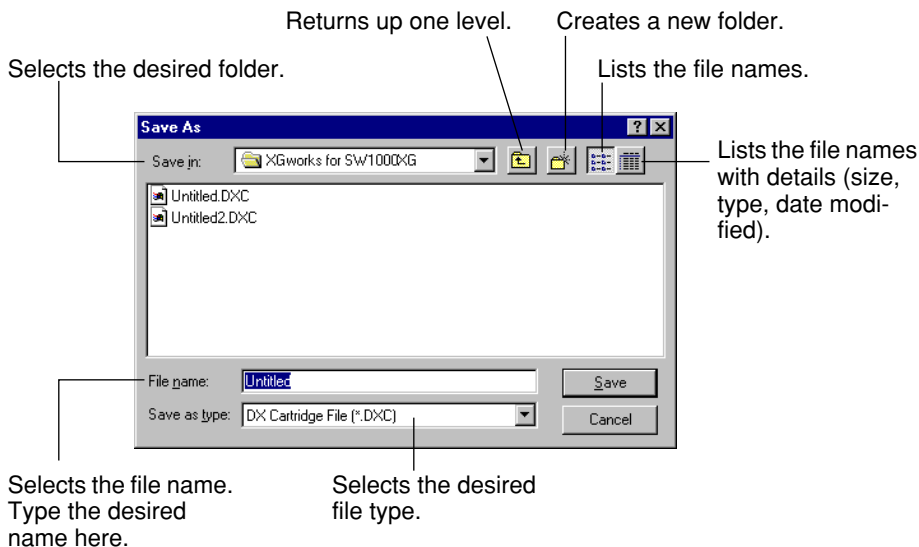 Returns up one level.
Creates a new folder.
Selects the desired folder.
Lists the file names.
Save As
Save in:
XGworks for SW1000XG
Lists the file names
with details (size,
type, date modi-
fied).
Untitled.DXC
Untitled2.DXC
File name:
Untitled
Save
Save as type:
DX Cartridge File (*.DXC)
Cancel
Selects the file name.
Type the desired
name here.
Selects the desired
file type.